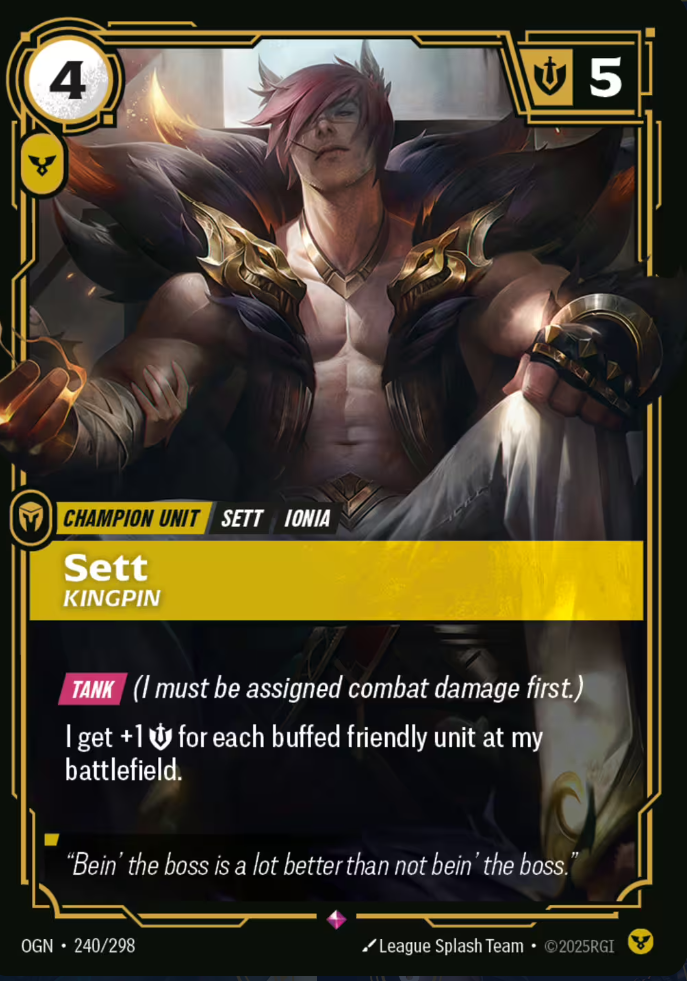 4
5
CHAMPION UNIT SETT IONIA
Sett
KINGPIN
TANK (I must be assigned combat damage first.)
I get +1 for each buffed friendly unit at my
battlefield.
“Bein’ the boss is a lot better than not bein’ the boss.”
OGN • 240/298 League Splash Team • ©2025RGI